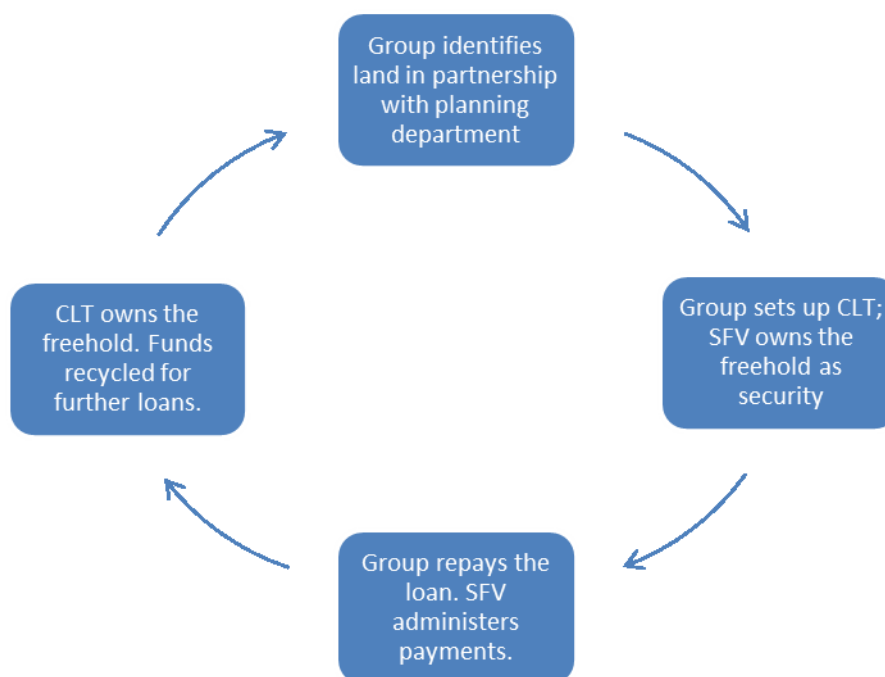 Group identifies
land in partnership
with planning
department
Group sets up CLT;
SFV owns the
freehold as
security
Group repays the
loan. SFV
administers
payments.
CLT owns the
freehold. Funds
recycled for
further loans.